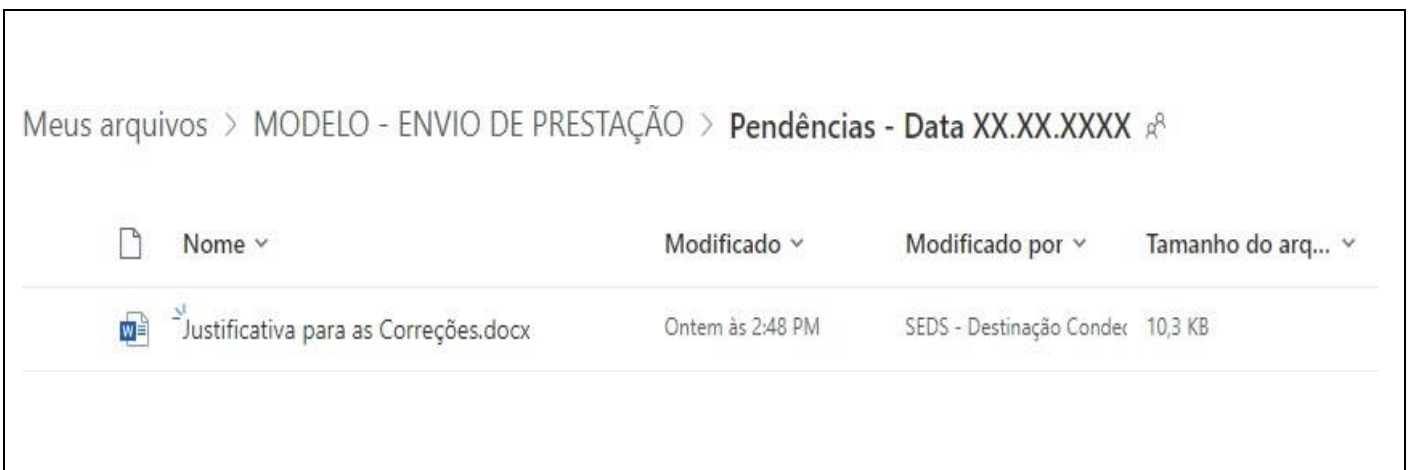 Meus arquivos > MODELO - ENVIO DE PRESTAÇÃO > Pendências - Data XX.XX.XXXX
Nome Modificado Modificado por Tamanho do arq...
Justificativa para as Correções.docx Ontem às 2:48 PM SEDS - Destinação Condec 10,3 KB